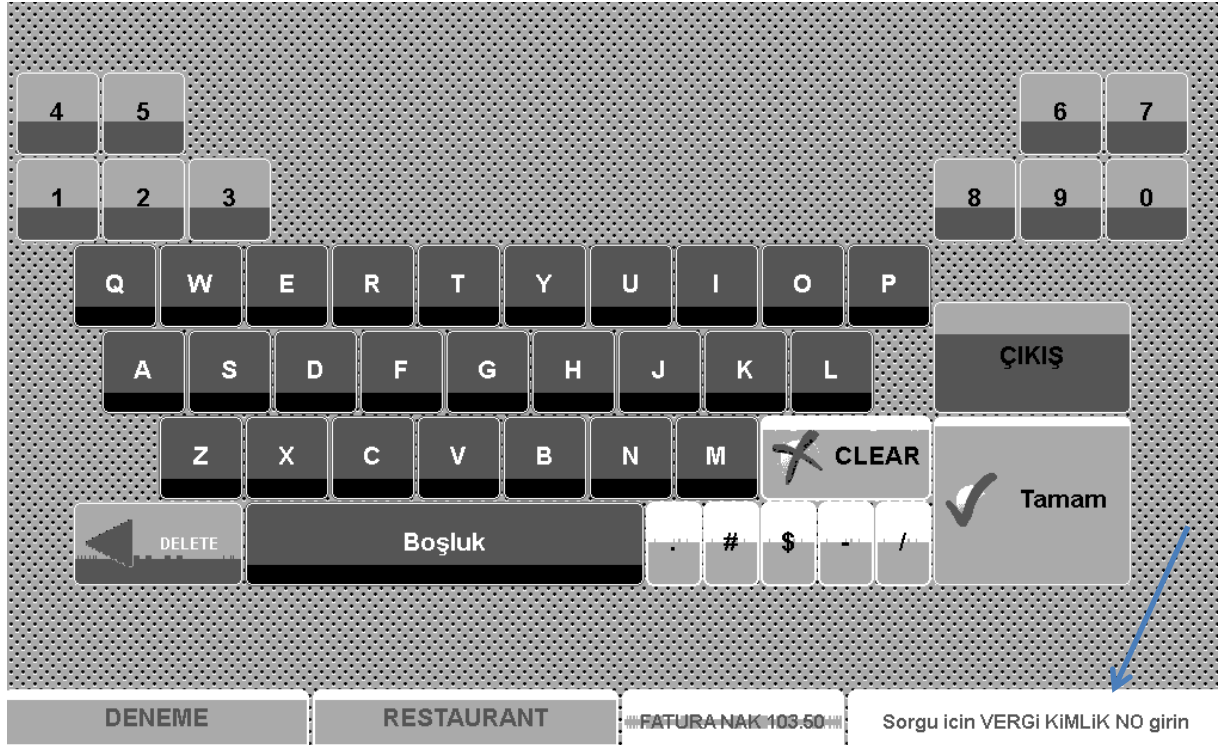 4 5 6 7
1 2 3 8 9 0
Q W E R T Y U I O P
A S D F G H J K L ÇIKIŞ
Z X C V B N M CLEAR Tamam
DELETE Boşluk . # $ - /
DENEME RESTAURANT FATURA NAK 103.50 Sorgu icin VERGi KiMLiK NO girin